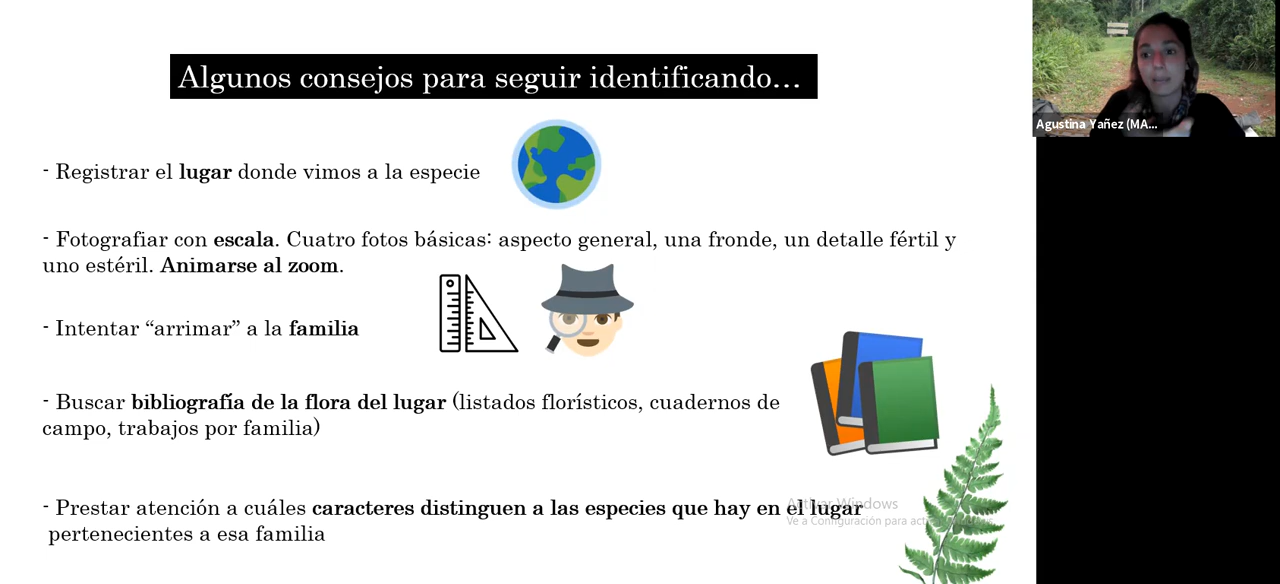 Algunos consejos para seguir identificando...
- Registrar el lugar donde vimos a la especie
- Fotografiar con escala. Cuatro fotos básicas: aspecto general, una fronde, un detalle fértil y
uno estéril. Animarse al zoom.
- Intentar “arrimar” a la familia
- Buscar bibliografía de la flora del lugar (listados florísticos, cuadernos de
campo, trabajos por familia)
- Prestar atención a cuáles caracteres distinguen a las especies que hay en el lugar
pertenecientes a esa familia
Activar Windows
Ve a Configuración para activar Windows.
Agustina Yañez (MA...